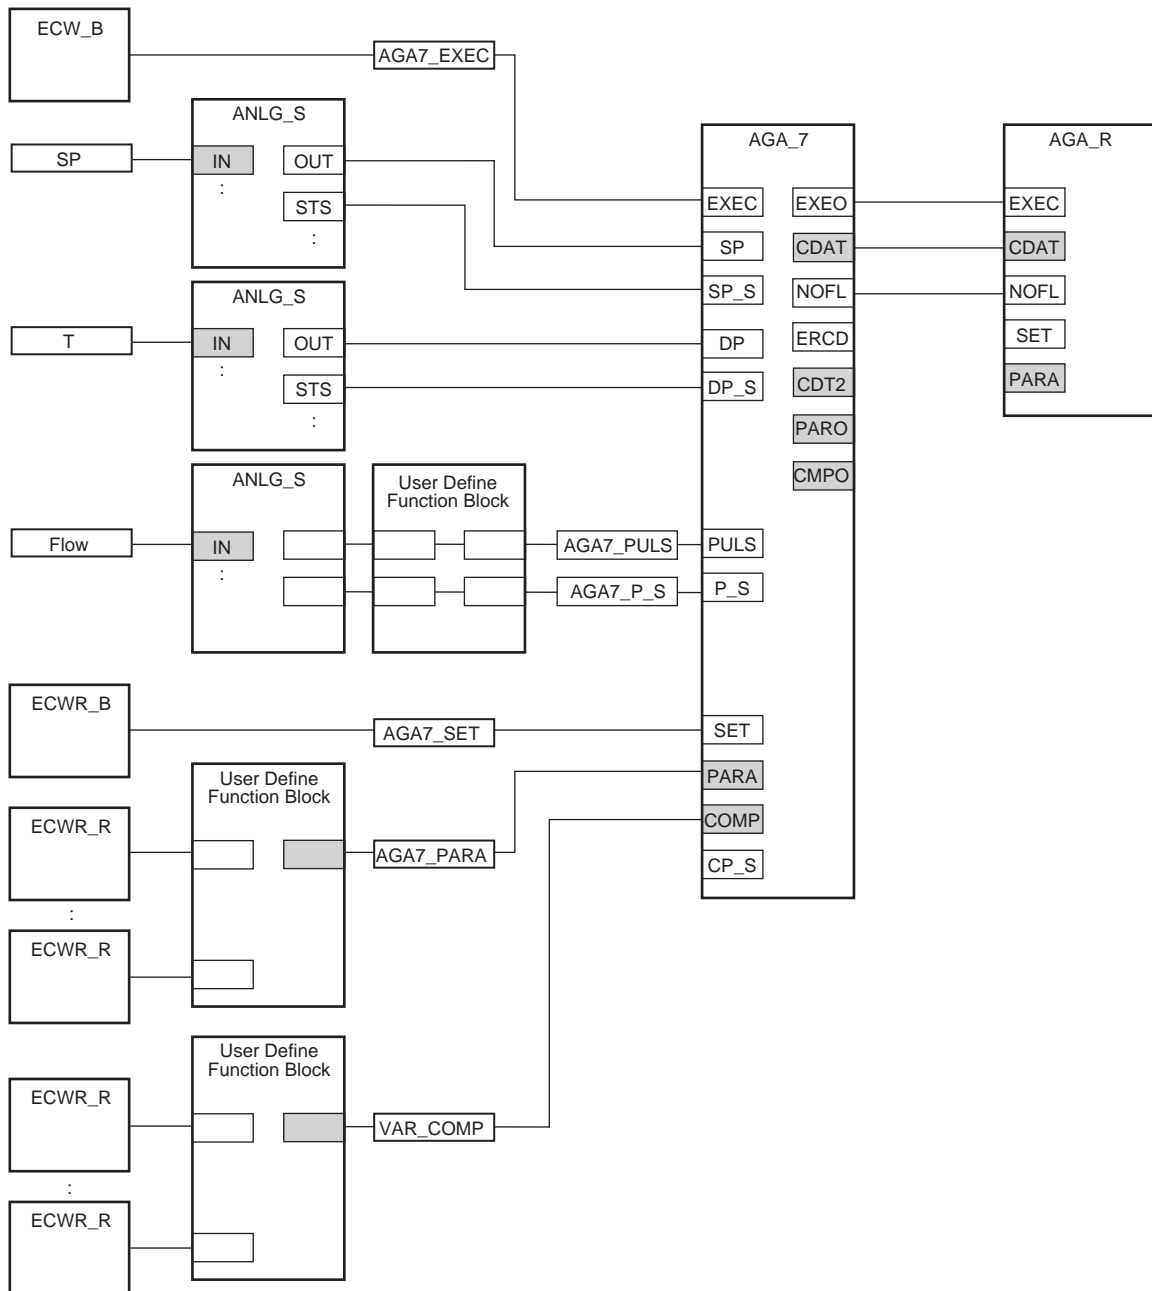 ECW_B
AGA7_EXEC
ANLG_S
SP
IN
OUT
:
STS
:
ANLG_S
T
IN
OUT
:
STS
:
ANLG_S
User Define
Function Block
Flow
IN
:
AGA7_PULS
AGA7_P_S
AGA_7
EXEC
EXEO
SP
CDAT
SP_S
NOFL
DP
ERCD
DP_S
CDT2
PARO
CMPO
PULS
P_S
SET
PARA
COMP
CP_S
AGA_R
EXEC
CDAT
NOFL
SET
PARA
ECWR_B
AGA7_SET
User Define
Function Block
ECWR_R
AGA7_PARA
:
ECWR_R
User Define
Function Block
ECWR_R
VAR_COMP
:
ECWR_R